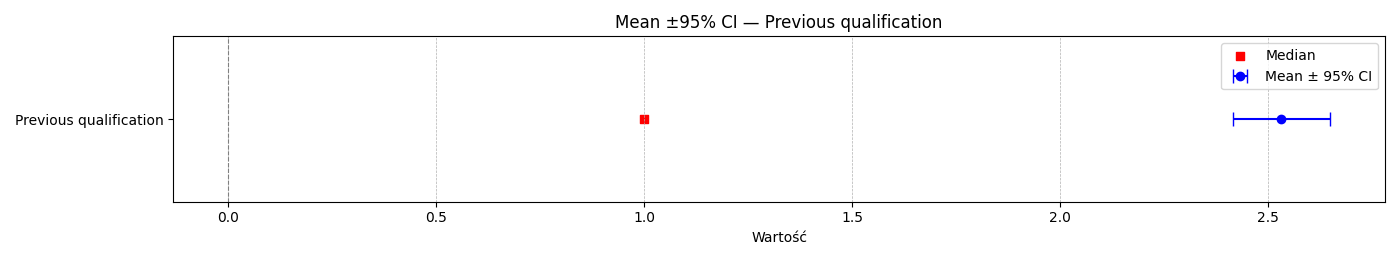 Mean ±95% CI — Previous qualification
Median
Mean ± 95% CI
Previous qualification
0.0
0.5
1.0
1.5
2.0
2.5
Wartość